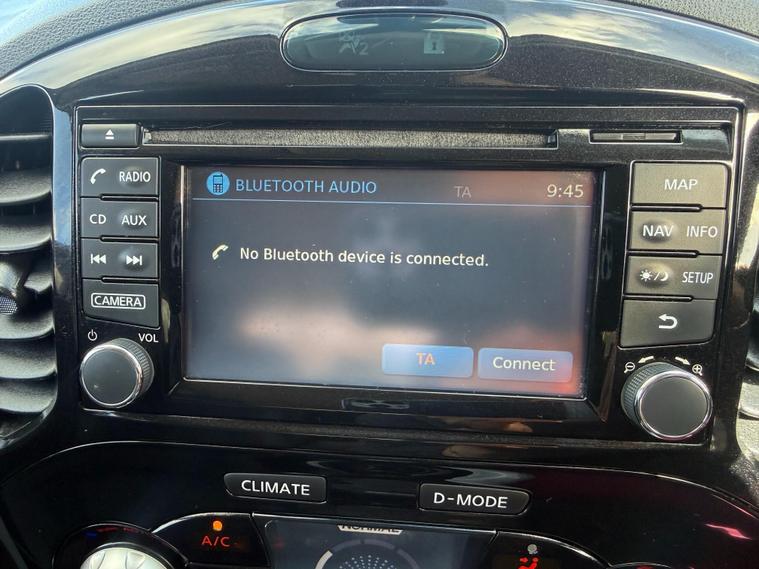 BLUETOOTH AUDIO TA 9:45
No Bluetooth device is connected.
TA Connect
RADIO
CD AUX
CAMERA
VOL
MAP
NAV INFO
SETUP
CLIMATE
D-MODE
A/C
NORMAL